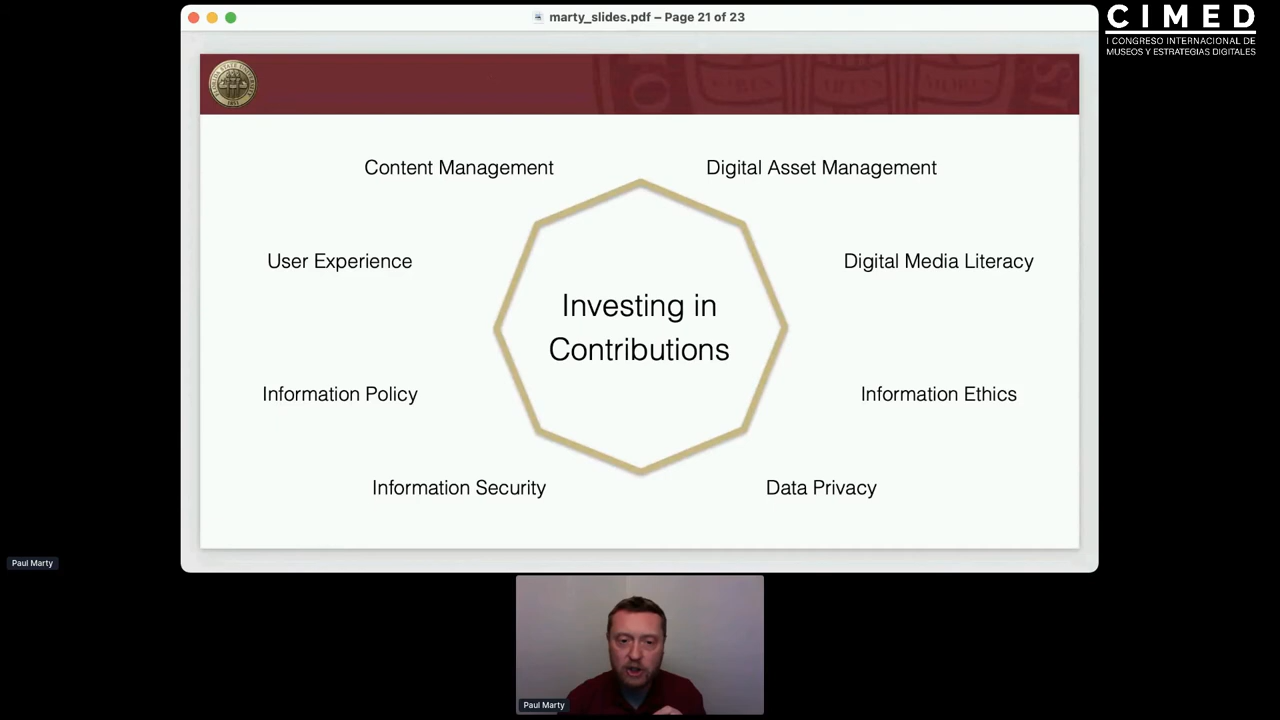 marty_slides.pdf – Page 21 of 23
CIMED
I CONGRESO INTERNACIONAL DE
MUSEOS Y ESTRATEGIAS DIGITALES
Content Management
Digital Asset Management
User Experience
Digital Media Literacy
Investing in
Contributions
Information Policy
Information Ethics
Information Security
Data Privacy
Paul Marty
Paul Marty